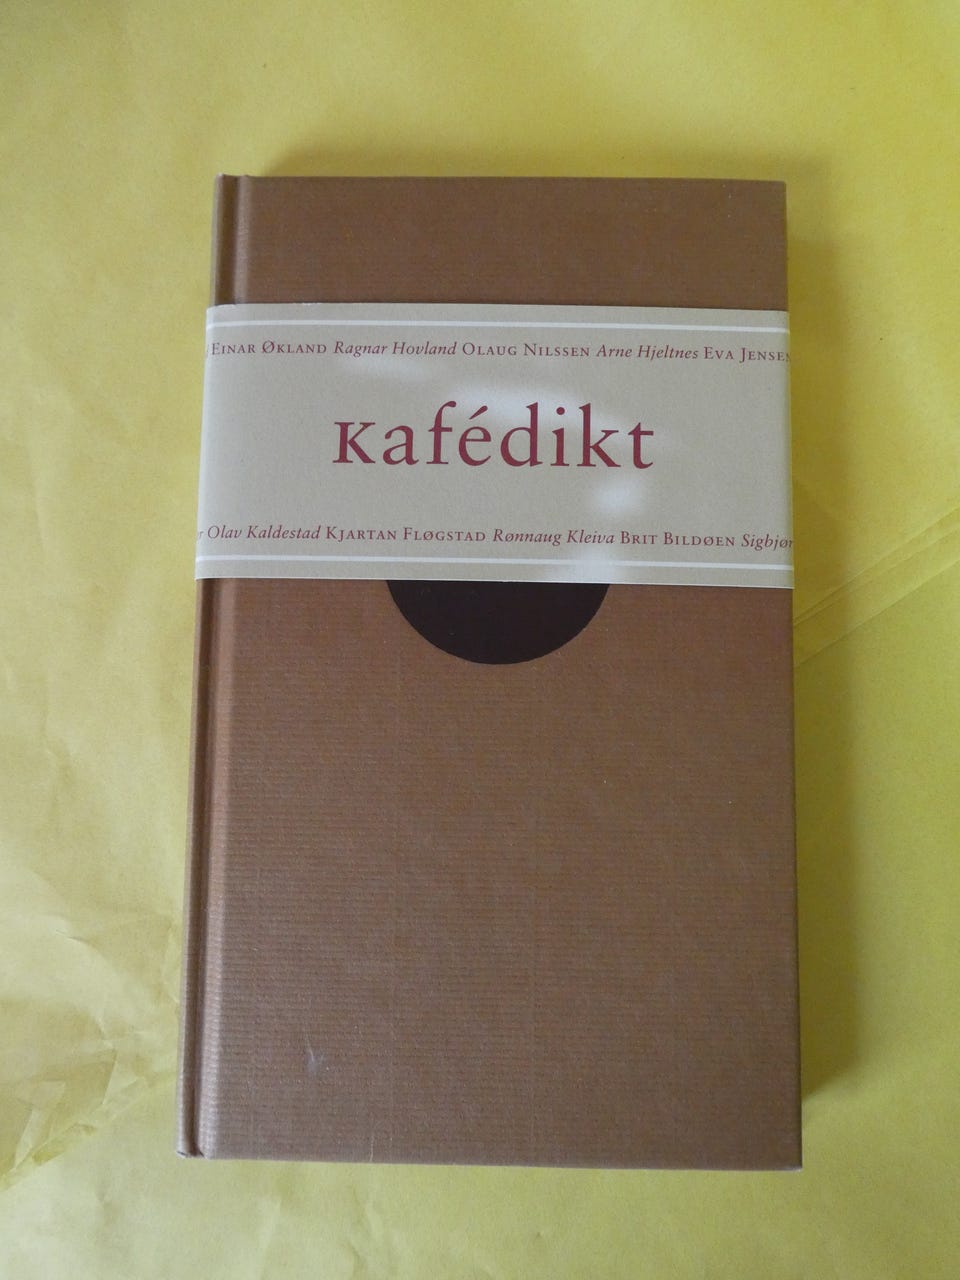 EINAR ØKLAND Ragnar Hovland OLAUG NILSSEN Arne Hjeltnes EVA JENSEN
Kafédikt
Olav Kaldestad KJARTAN FLØGSTAD Rønnaug Kleiva BRIT BILDØEN Sigbjør